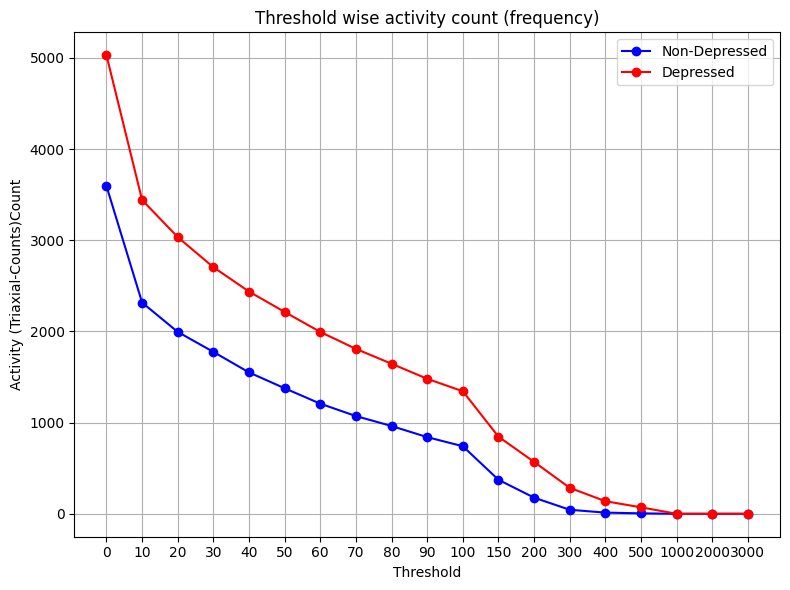 Threshold wise activity count (frequency)
Non-Depressed
Depressed
Activity (Triaxial-Counts)Count
5000
4000
3000
2000
1000
0
0 10 20 30 40 50 60 70 80 90 100 150 200 300 400 500 1000 2000 3000
Threshold